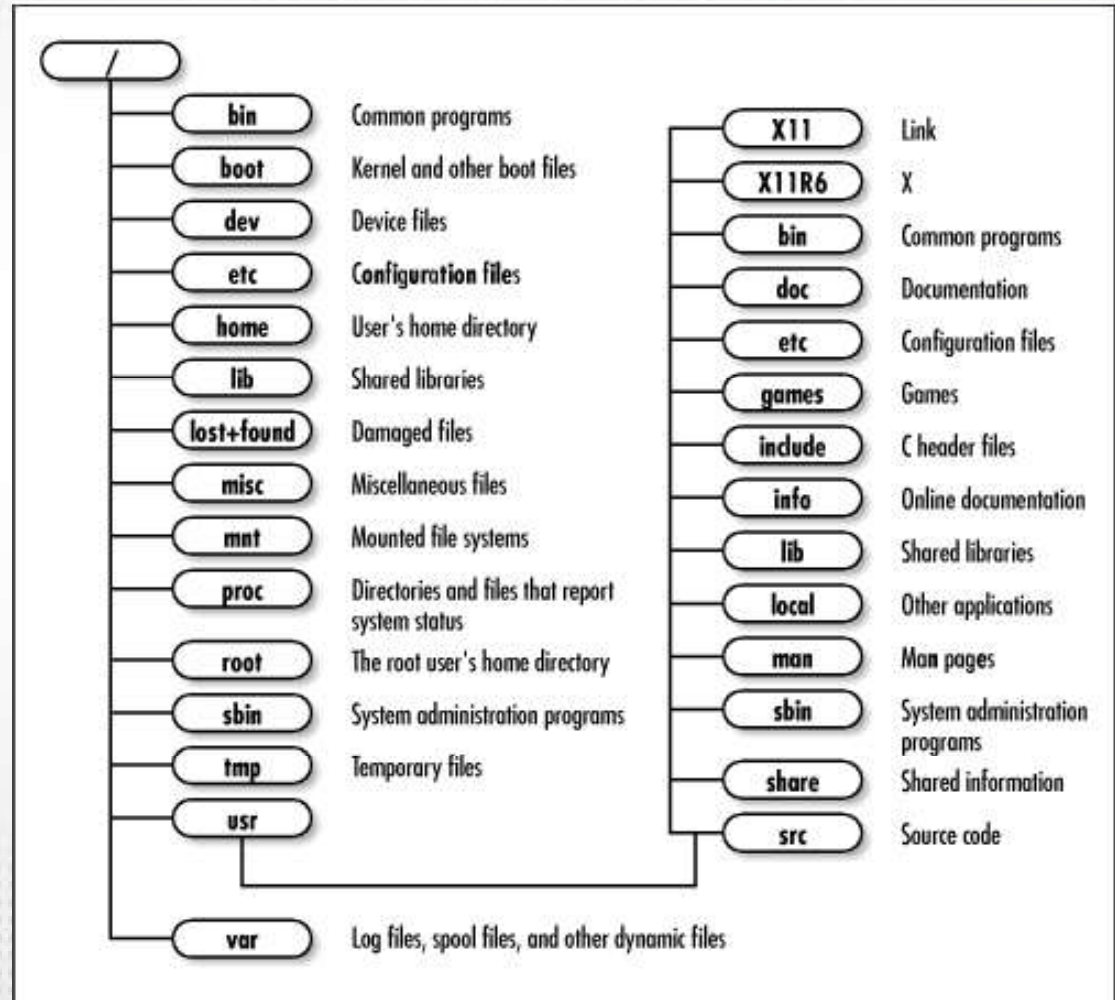 /
bin Common programs
boot Kernel and other boot files
dev Device files
etc Configuration files
home User's home directory
lib Shared libraries
lost+found Damaged files
misc Miscellaneous files
mnt Mounted file systems
proc Directories and files that report
system status
root The root user's home directory
sbin System administration programs
tmp Temporary files
usr
var Log files, spool files, and other dynamic files
X11 Link
X11R6 X
bin Common programs
doc Documentation
etc Configuration files
games Games
include C header files
info Online documentation
lib Shared libraries
local Other applications
man Man pages
sbin System administration
programs
share Shared information
src Source code